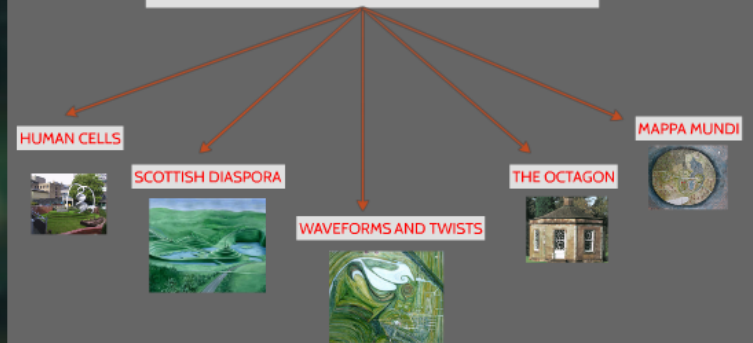 HUMAN CELLS
SCOTTISH DIASPORA
WAVEFORMS AND TWISTS
THE OCTAGON
MAPPA MUNDI